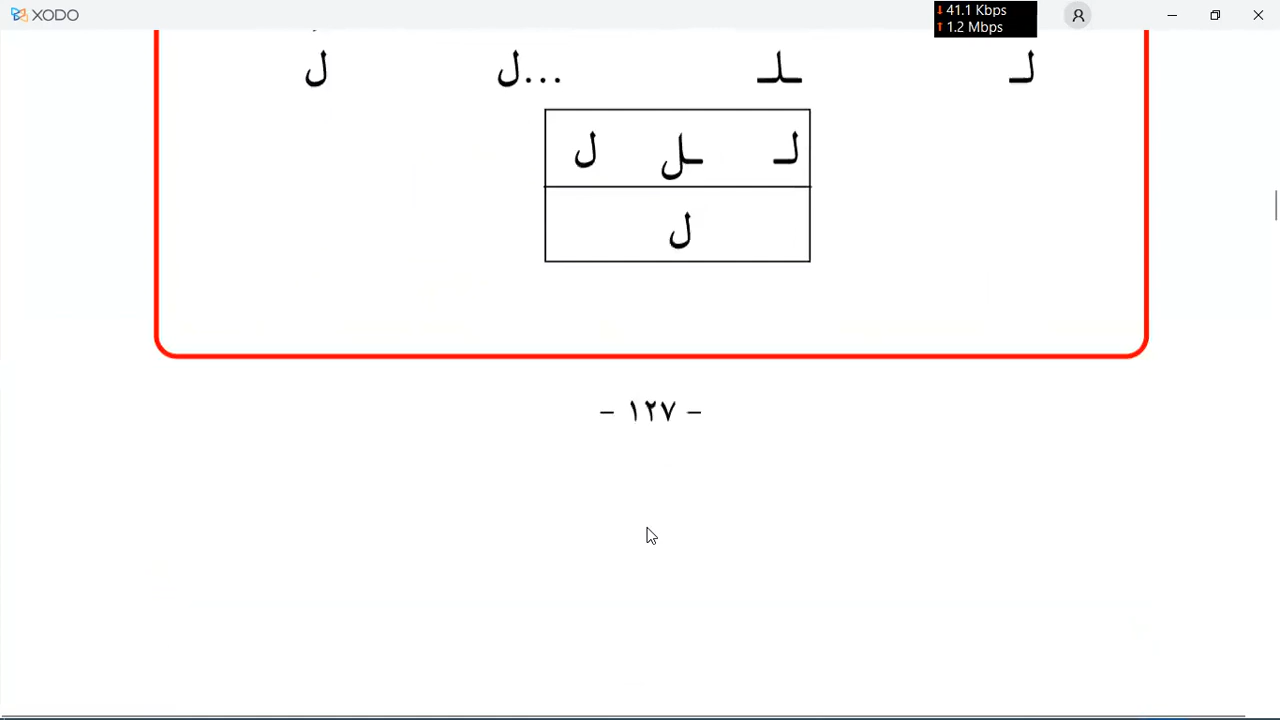 XODO
41.1 Kbps
1.2 Mbps
لـ ـلـ ...ل ل
لـ ـل ل
ل
- ١٢٧ -